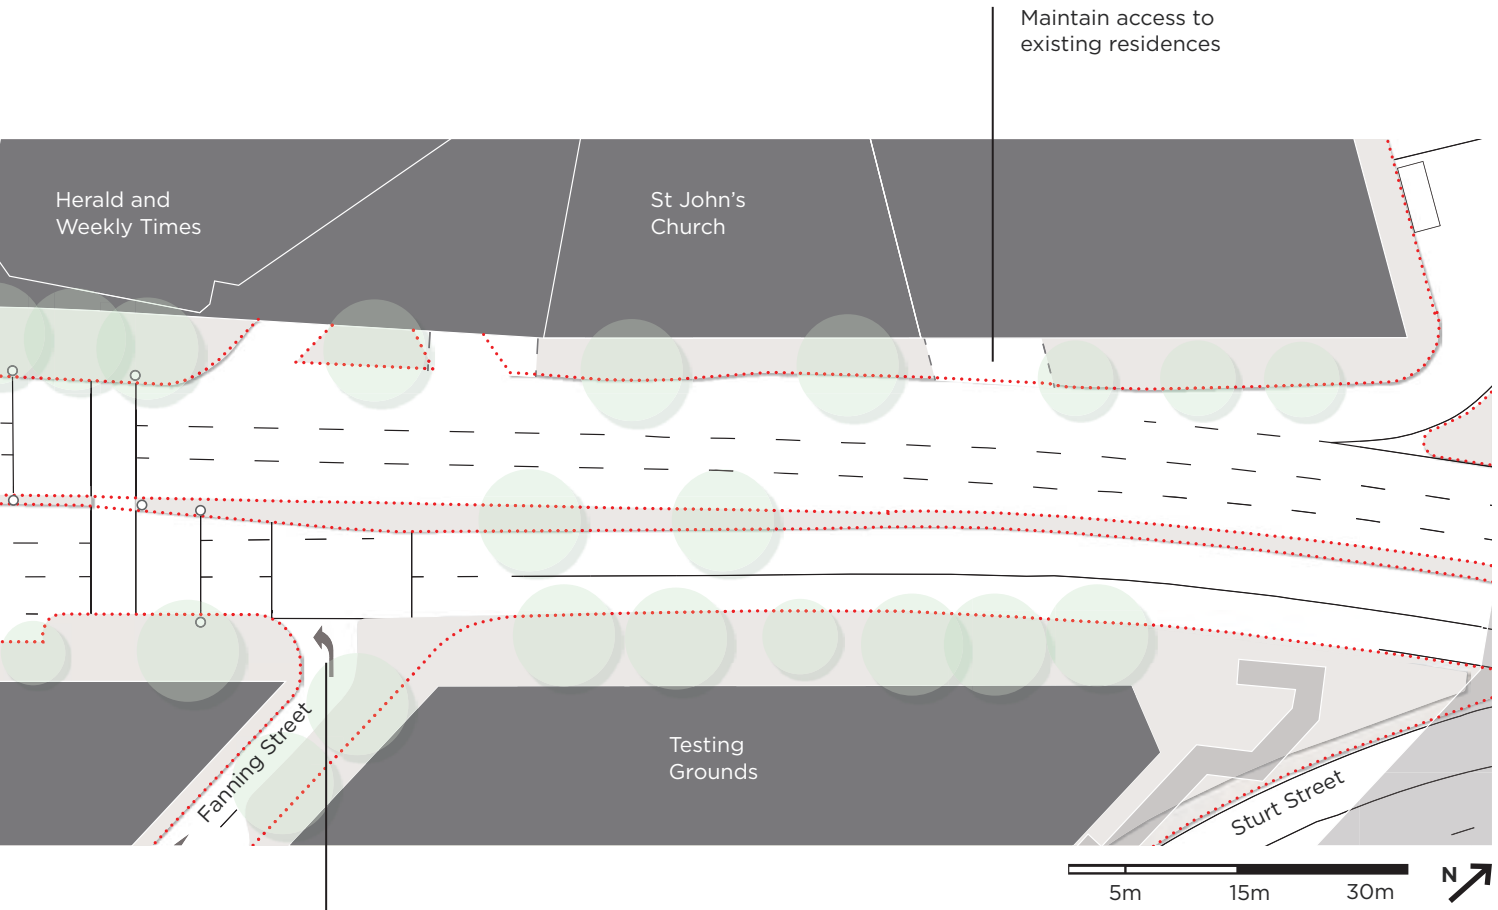 Maintain access to
existing residences
Herald and
Weekly Times
St John's
Church
Fanning Street
Testing
Grounds
Sturt Street
5m
15m
30m
N